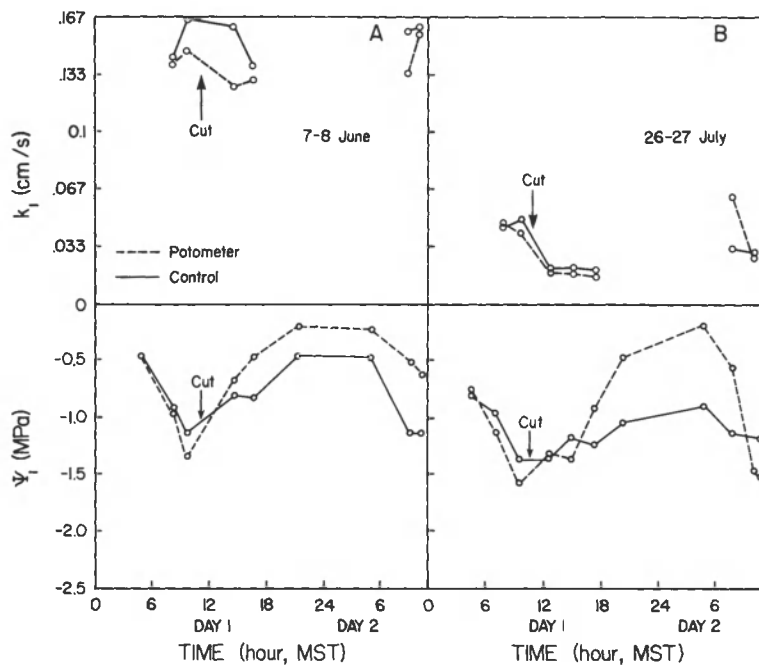 .167
A
B
.133
Cut
0.1
7-8 June
26-27 July
k₁ (cm/s)
.067
Cut
.033
Potometer
Control
0
-0.5
Cut
-1.0
Cut
Ψ₁ (MPa)
-1.5
-2.0
-2.5
0 6 12 18 24 6 0 6 12 18 24 6
DAY 1 DAY 2 DAY 1 DAY 2
TIME (hour, MST) TIME (hour, MST)